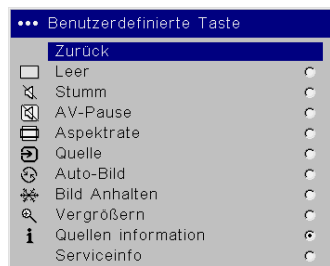 ••• Benutzerdefinierte Taste
Zurück
Leer
Stumm
AV-Pause
Aspektrate
Quelle
Auto-Bild
Bild Anhalten
Vergrößern
Quellen information
Serviceinfo